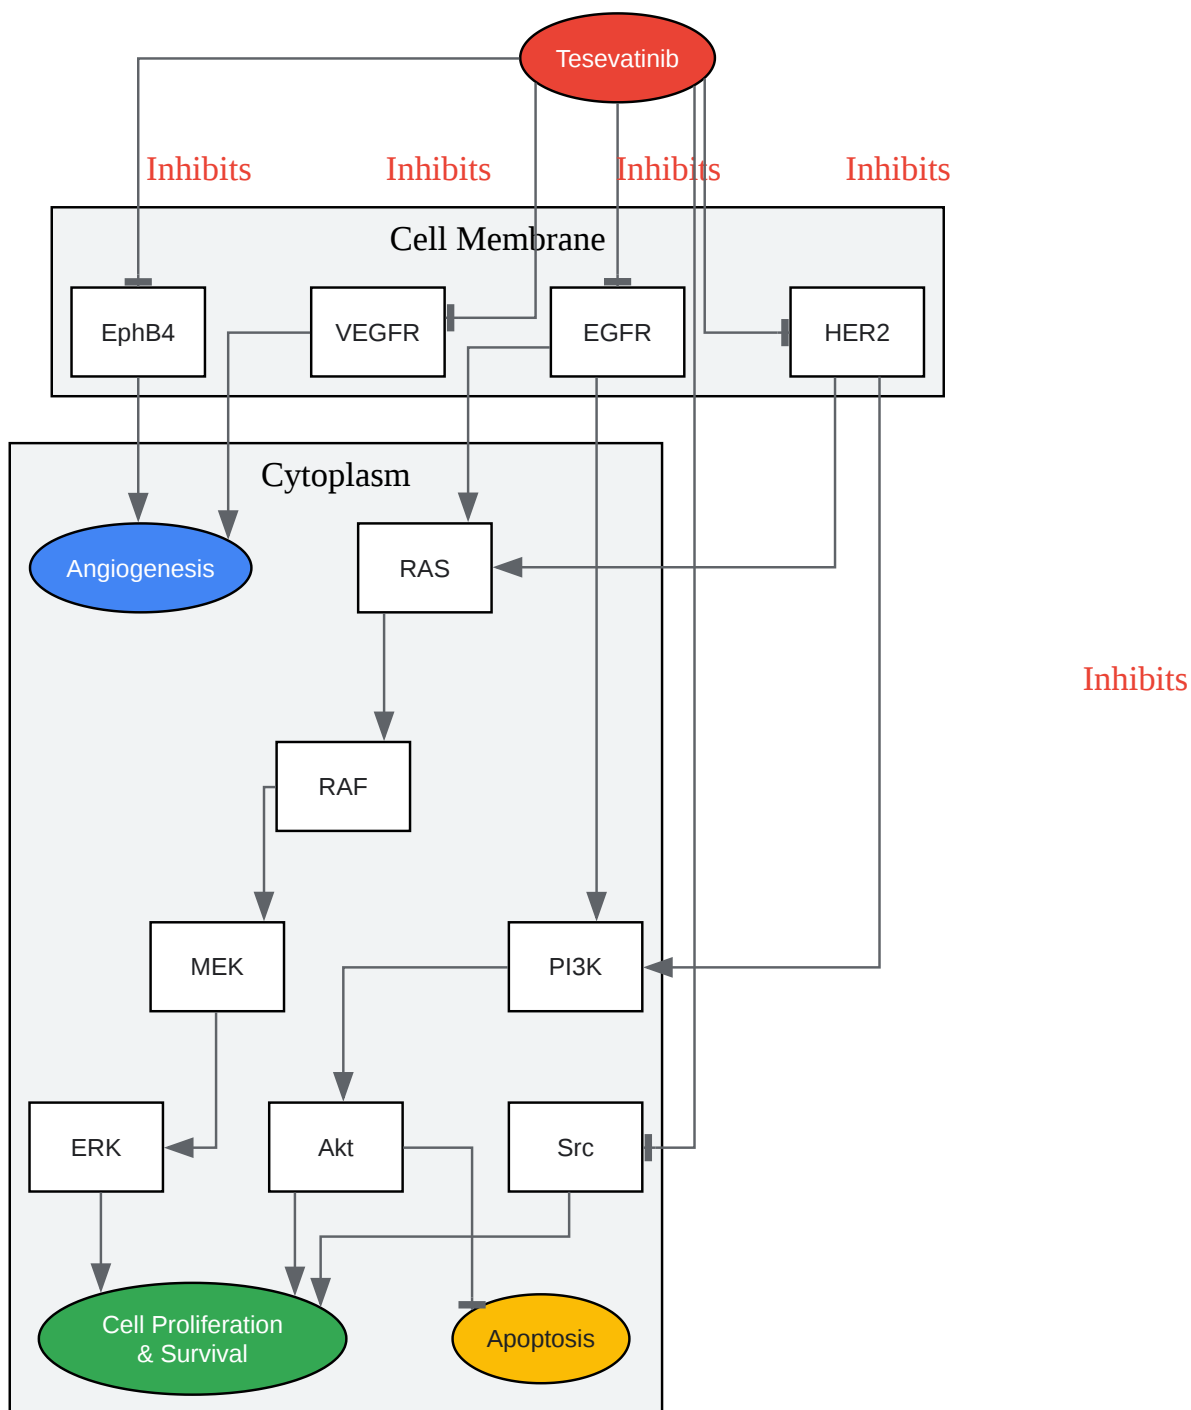 Tesevatinib
Inhibits
Inhibits
Inhibits
Inhibits
Cell Membrane
EphB4
VEGFR
EGFR
HER2
Cytoplasm
Angiogenesis
RAS
Inhibits
RAF
MEK
PI3K
ERK
Akt
Src
Cell Proliferation
& Survival
Apoptosis